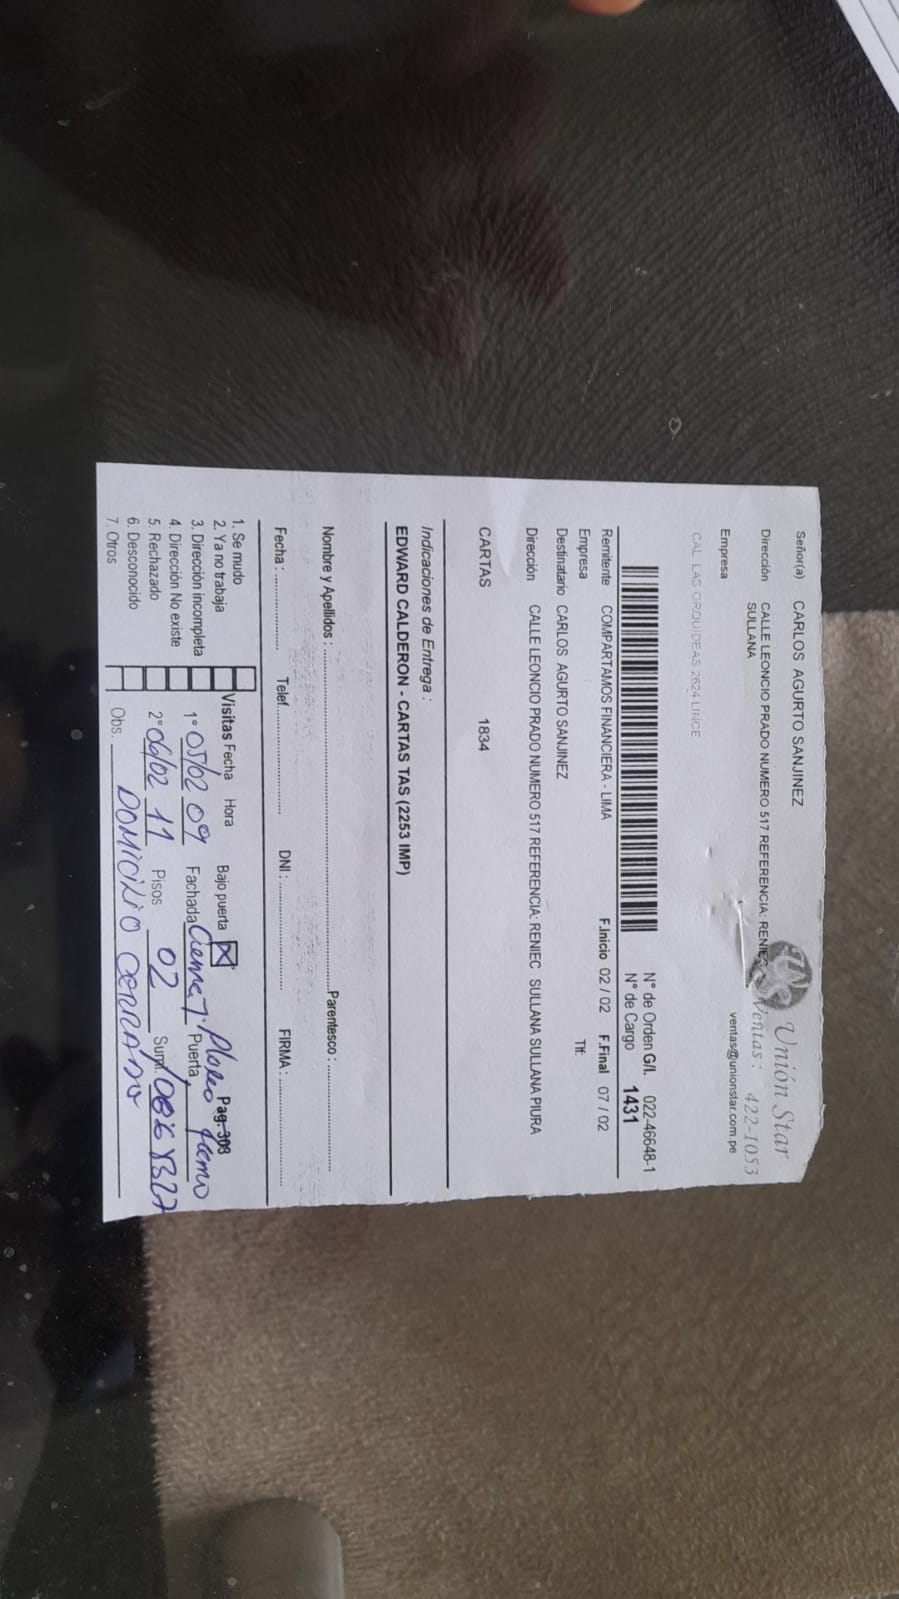 Señor(a) CARLOS AGURTO SANJINEZ
Unión Star
Dirección CALLE LEONCIO PRADO NUMERO 517 REFERENCIA: RENIEC
SULLANA
Ventas : 422-1053
ventas@unionstar.com.pe
Empresa
CAL LAS ORQUIDEAS 2624 LINCE
N° de Orden G/I. 022-46648-1
N° de Cargo 1431
Remitente COMPARTAMOS FINANCIERA - LIMA F.Inicio 02 / 02 F.Final 07 / 02
Empresa Tlf:
Destinatario CARLOS AGURTO SANJINEZ
Dirección CALLE LEONCIO PRADO NUMERO 517 REFERENCIA: RENIEC SULLANA SULLANA PIURA
CARTAS 1834
Indicaciones de Entrega :
EDWARD CALDERON - CARTAS TAS (2253 IMP)
Nombre y Apellidos : Parentesco :
Fecha : Telef. DNI : FIRMA :
1. Se mudo Visitas Fecha Hora Bajo puerta X Pag. 308
2. Ya no trabaja
3. Dirección incompleta 1° 05/02 09 Fachada Puerta
4. Dirección No existe
5. Rechazado 2° 06/02 11 Pisos 02 Sum
6. Desconocido
7. Otros Obs. DOMICILIO CERRADO